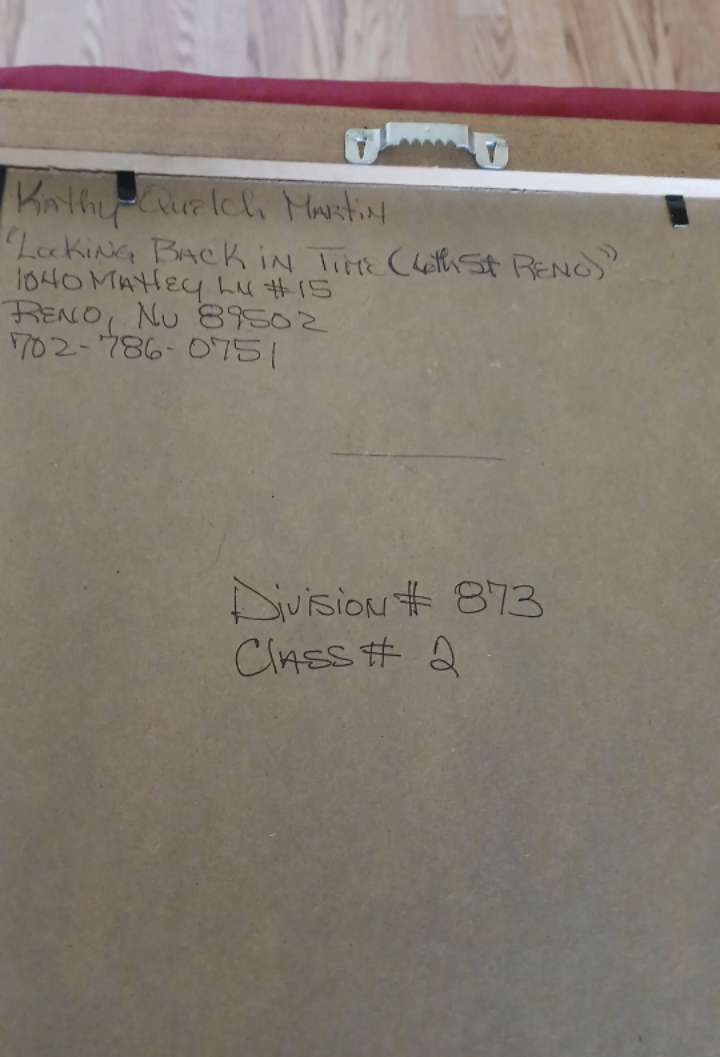 Kathy Quelch Martin
"Looking Back in Time (4th St Reno)"
1040 Matley Ln #15
Reno, Nv 89502
702-786-0751
Division # 873
Class # 2